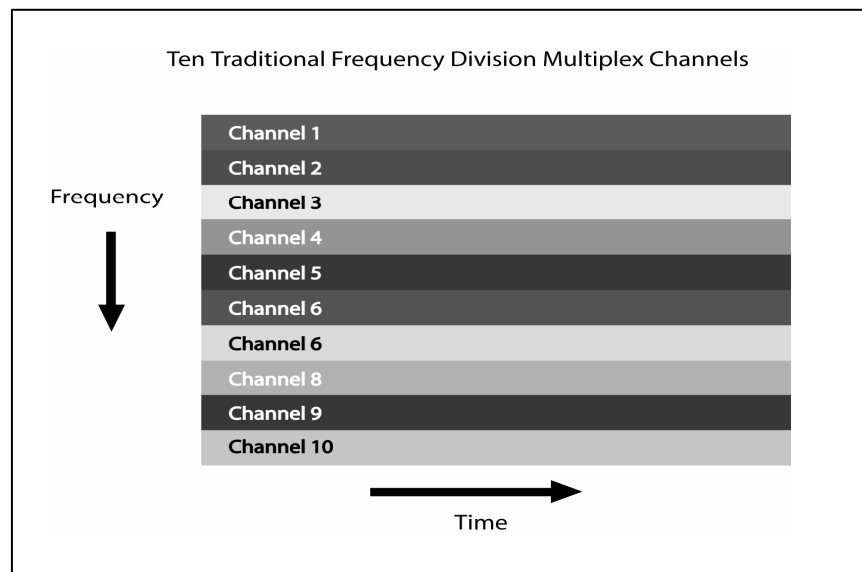 Ten Traditional Frequency Division Multiplex Channels
Channel 1
Channel 2
Frequency
Channel 3
Channel 4
Channel 5
Channel 6
Channel 6
Channel 8
Channel 9
Channel 10
Time